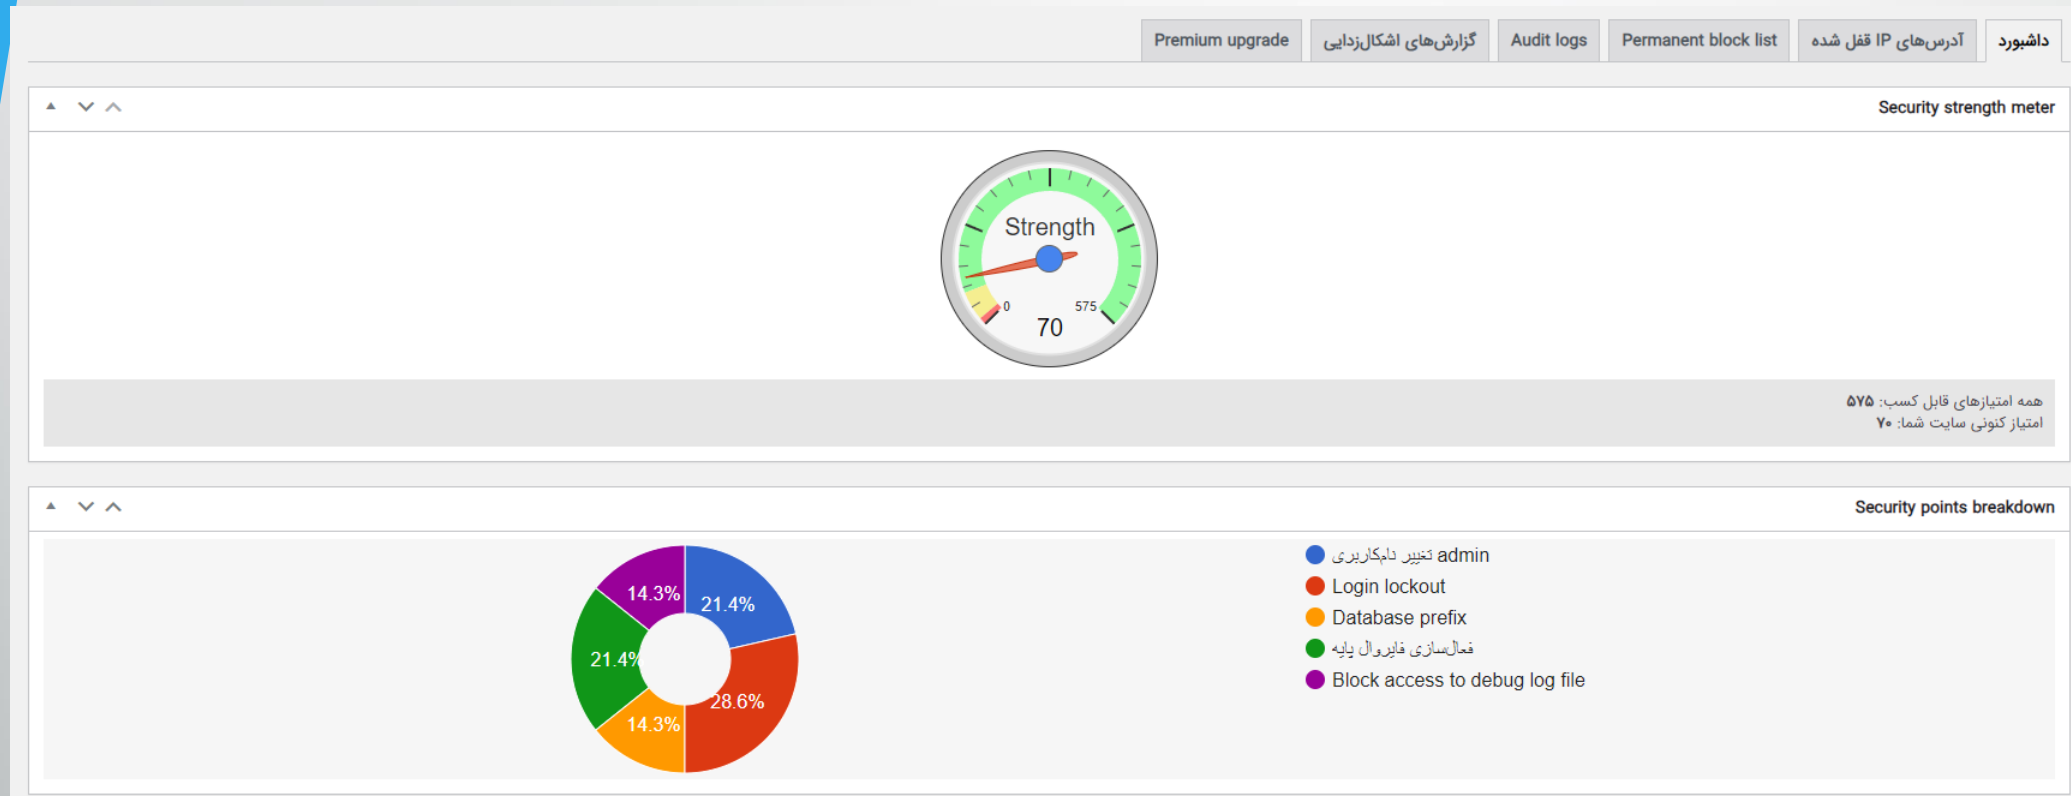 داشبورد
آدرس‌های IP قفل شده
Permanent block list
Audit logs
گزارش‌های اشکال‌زدایی
Premium upgrade
Security strength meter
Strength
0
575
70
همه امتیازهای قابل کسب: ۵۷۵
امتیاز کنونی سایت شما: ۷۰
Security points breakdown
تغییر نام‌کاربری admin
Login lockout
Database prefix
فعال‌سازی فایروال پایه
Block access to debug log file
14.3%
21.4%
21.4%
28.6%
14.3%